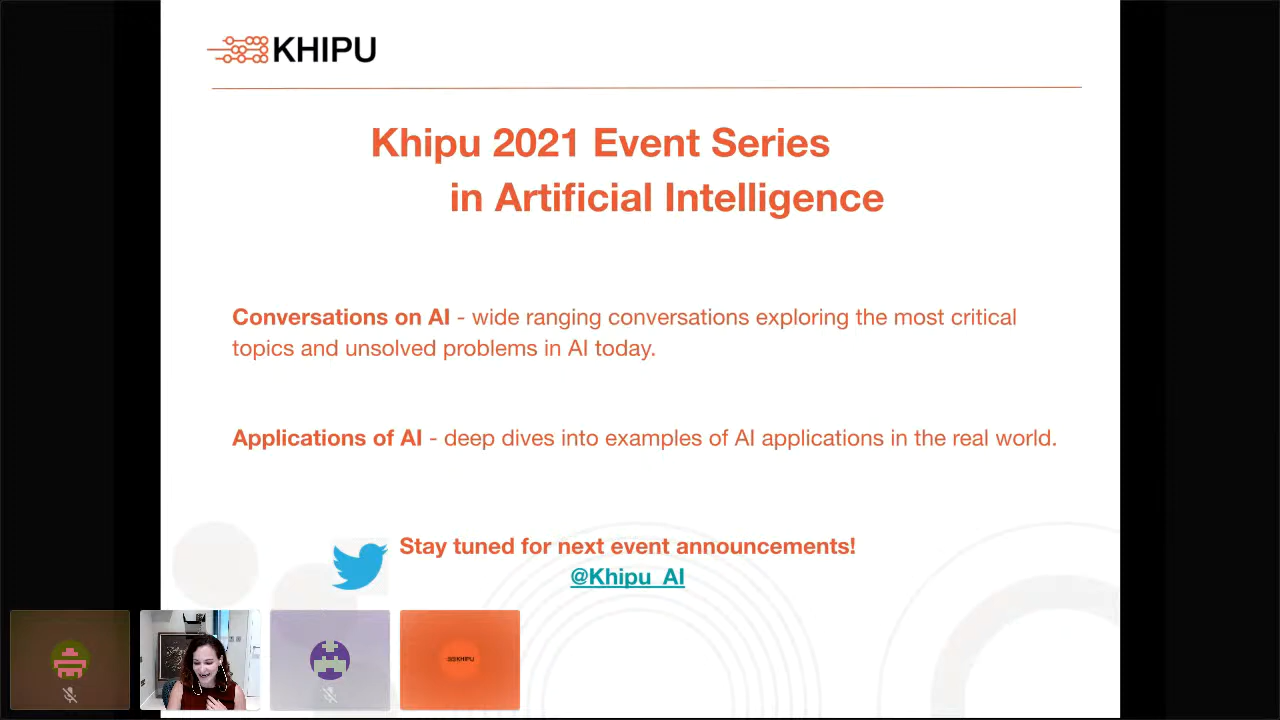 KHIPU
Khipu 2021 Event Series
in Artificial Intelligence
Conversations on AI - wide ranging conversations exploring the most critical
topics and unsolved problems in AI today.
Applications of AI - deep dives into examples of AI applications in the real world.
Stay tuned for next event announcements!
@Khipu_AI
KHIPU